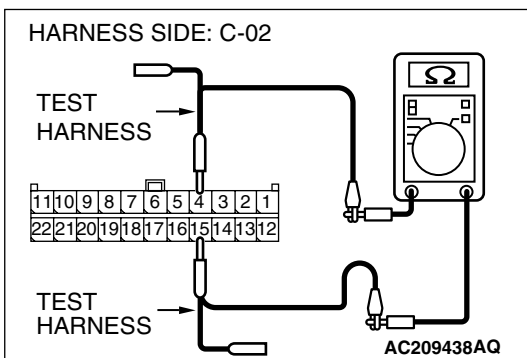 HARNESS SIDE: C-02
Ω
TEST
HARNESS
11 10 9 8 7 6 5 4 3 2 1
22 21 20 19 18 17 16 15 14 13 12
TEST
HARNESS
AC209438AQ